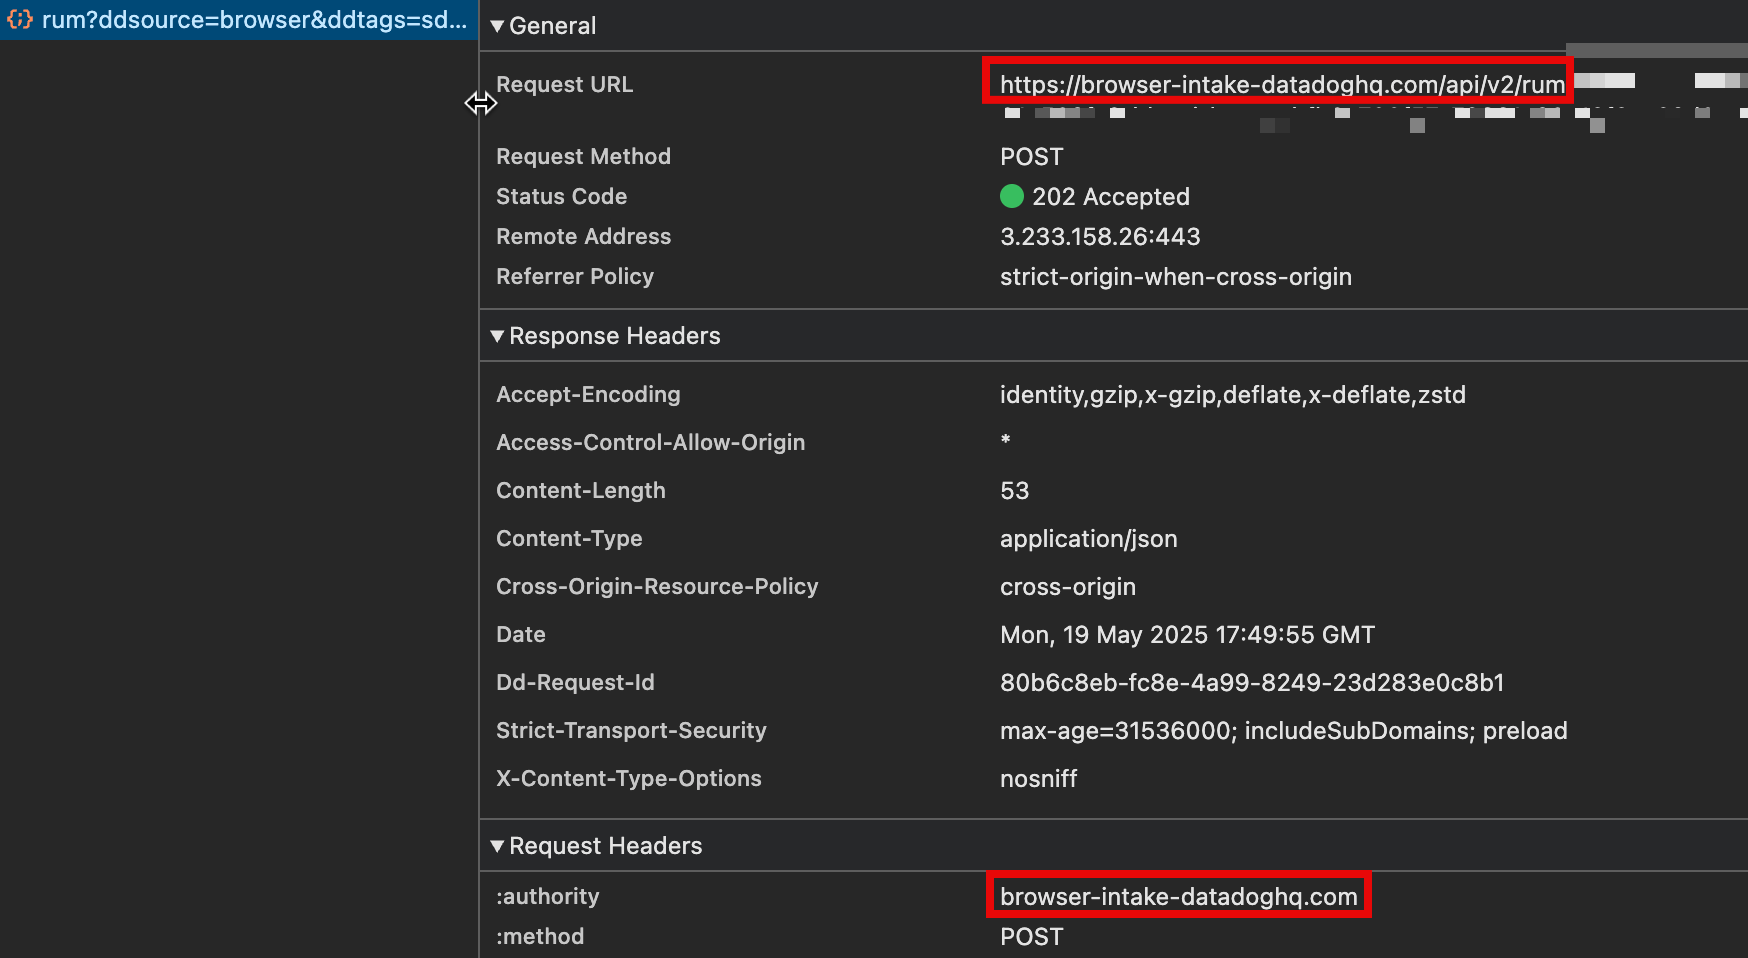 rum?ddsource=browser&ddtags=sd...
General
Request URL https://browser-intake-datadoghq.com/api/v2/rum
Request Method POST
Status Code 202 Accepted
Remote Address 3.233.158.26:443
Referrer Policy strict-origin-when-cross-origin
Response Headers
Accept-Encoding identity,gzip,x-gzip,deflate,x-deflate,zstd
Access-Control-Allow-Origin *
Content-Length 53
Content-Type application/json
Cross-Origin-Resource-Policy cross-origin
Date Mon, 19 May 2025 17:49:55 GMT
Dd-Request-Id 80b6c8eb-fc8e-4a99-8249-23d283e0c8b1
Strict-Transport-Security max-age=31536000; includeSubDomains; preload
X-Content-Type-Options nosniff
Request Headers
:authority browser-intake-datadoghq.com
:method POST